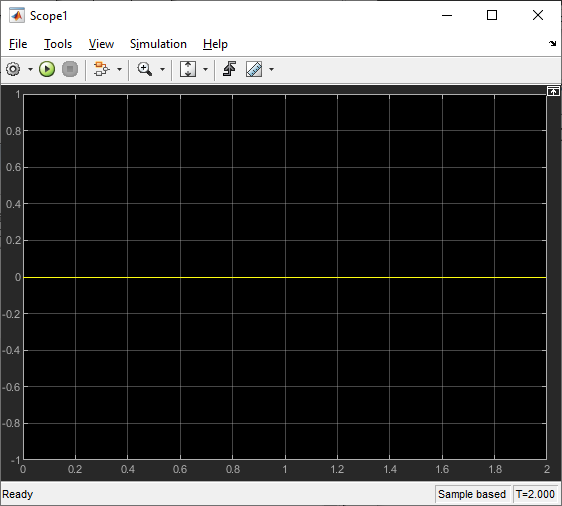 Scope1
File Tools View Simulation Help
1
0.8
0.6
0.4
0.2
0
-0.2
-0.4
-0.6
-0.8
-1
0 0.2 0.4 0.6 0.8 1 1.2 1.4 1.6 1.8 2
Ready Sample based T=2.000